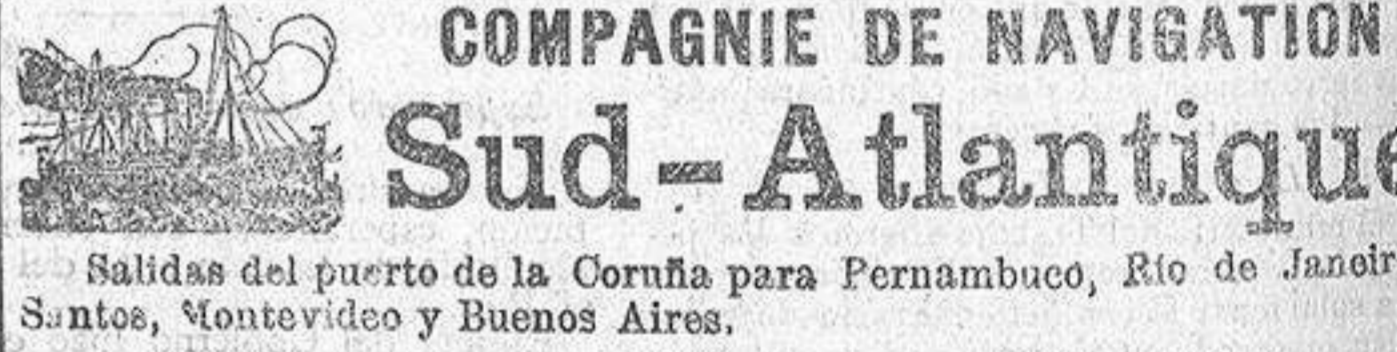 COMPAGNIE DE NAVIGATION
Sud-Atlantique
Salidas del puerto de la Coruña para Pernambuco, Río de Janeir
Santos, Montevideo y Buenos Aires.